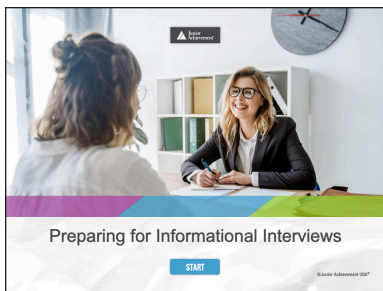 Junior
Achievement®
Preparing for Informational Interviews
START
©Junior Achievement USA®